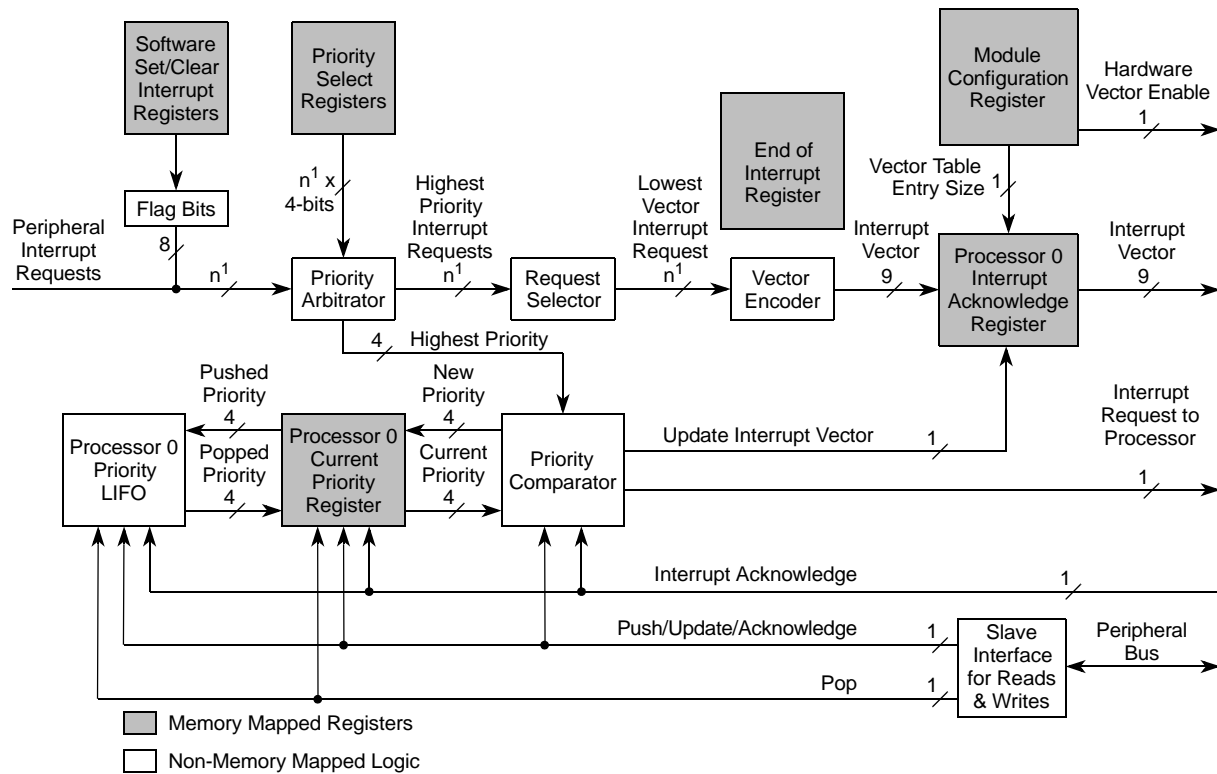 Software
Set/Clear
Interrupt
Registers
Priority
Select
Registers
Module
Configuration
Register
Hardware
Vector Enable
1
End of
Interrupt
Register
Vector Table
Entry Size
1
n¹ x
4-bits
Flag Bits
8
Peripheral
Interrupt
Requests
n¹
Priority
Arbitrator
Highest
Priority
Interrupt
Requests
n¹
Request
Selector
Lowest
Vector
Interrupt
Request
n¹
Vector
Encoder
Interrupt
Vector
9
Processor 0
Interrupt
Acknowledge
Register
Interrupt
Vector
9
4
Highest Priority
Pushed
Priority
4
New
Priority
4
Processor 0
Priority
LIFO
Popped
Priority
4
Processor 0
Current
Priority
Register
Current
Priority
4
Priority
Comparator
Update Interrupt Vector
1
Interrupt
Request to
Processor
1
Interrupt Acknowledge
1
Push/Update/Acknowledge
1
Pop
1
Slave
Interface
for Reads
& Writes
Peripheral
Bus
Memory Mapped Registers
Non-Memory Mapped Logic